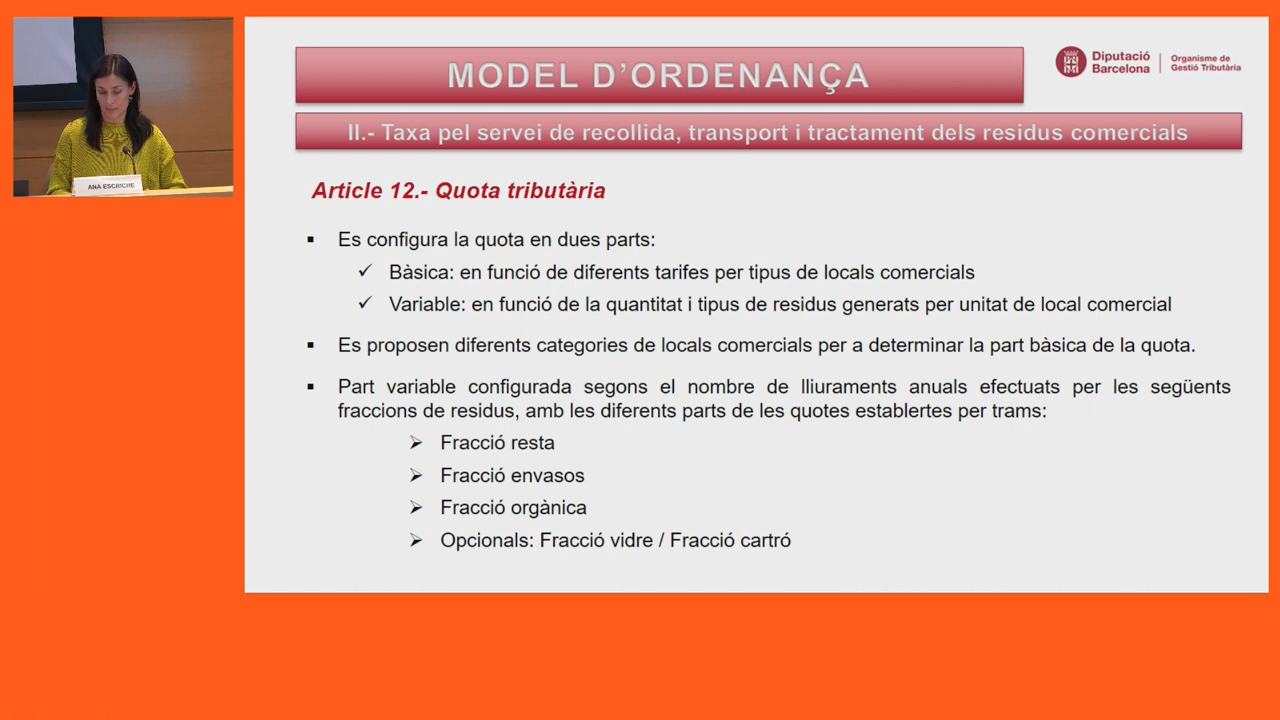 ANA ESCRICHE
MODEL D'ORDENANÇA
Diputació
Barcelona
Organisme de
Gestió Tributària
II.- Taxa pel servei de recollida, transport i tractament dels residus comercials
Article 12.- Quota tributària
▪ Es configura la quota en dues parts:
✓ Bàsica: en funció de diferents tarifes per tipus de locals comercials
✓ Variable: en funció de la quantitat i tipus de residus generats per unitat de local comercial
▪ Es proposen diferents categories de locals comercials per a determinar la part bàsica de la quota.
▪ Part variable configurada segons el nombre de lliuraments anuals efectuats per les següents
fraccions de residus, amb les diferents parts de les quotes establertes per trams:
➢ Fracció resta
➢ Fracció envasos
➢ Fracció orgànica
➢ Opcionals: Fracció vidre / Fracció cartró